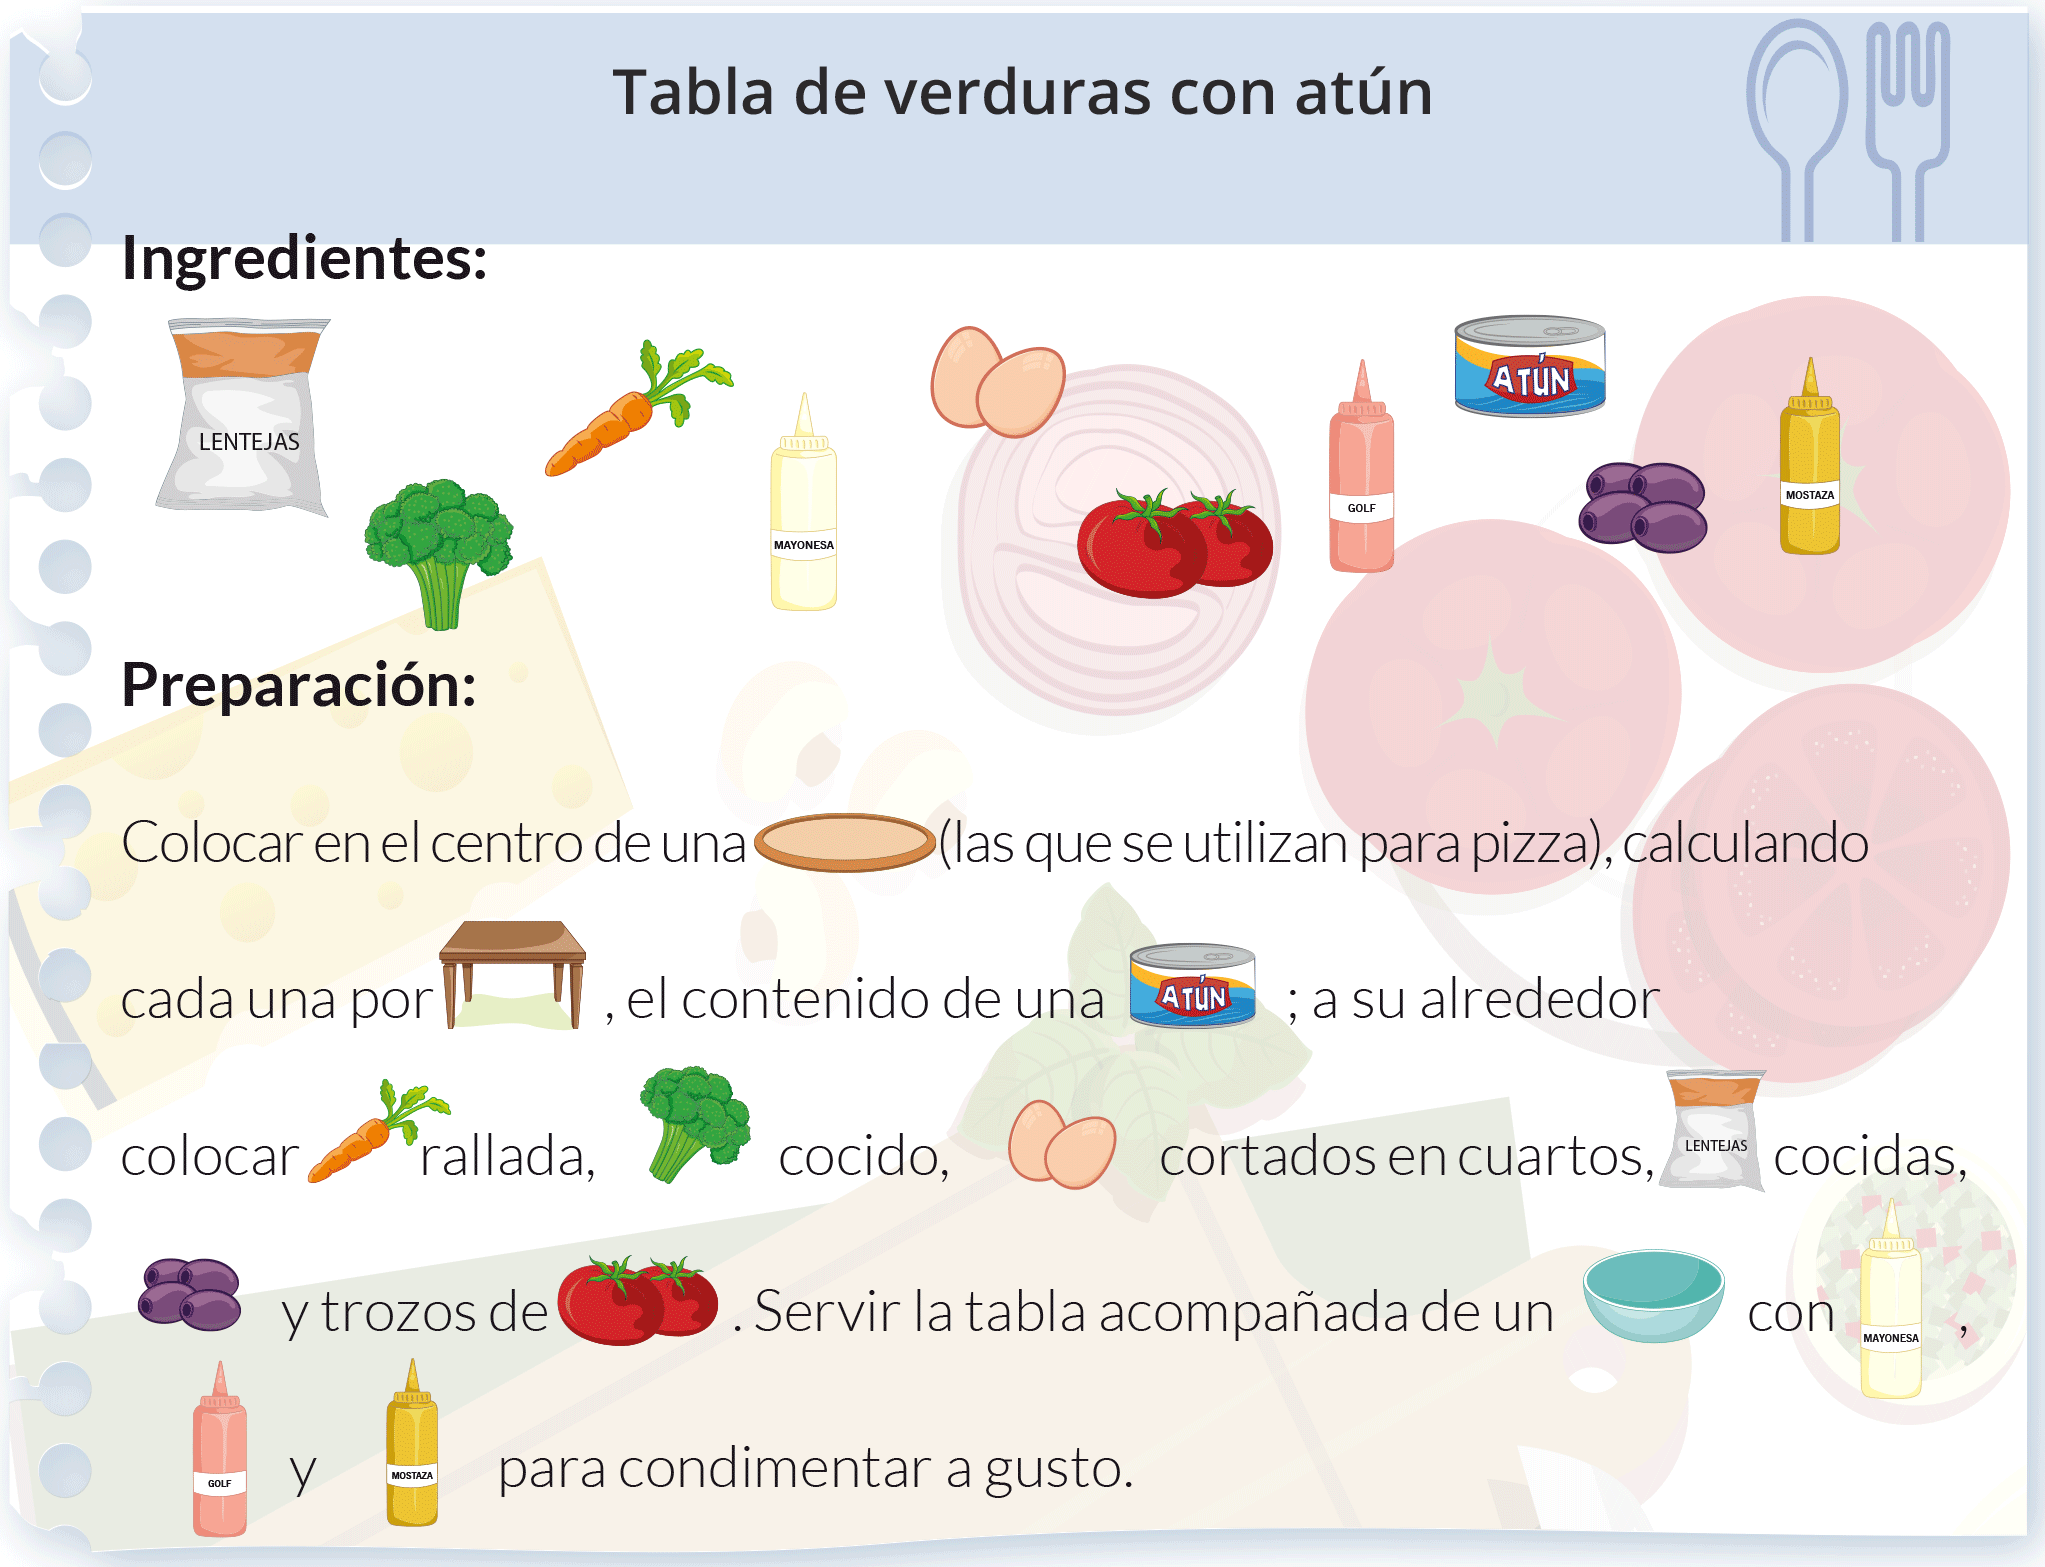 Tabla de verduras con atún
Ingredientes:
LENTEJAS
MAYONESA
GOLF
ATÚN
MOSTAZA
Preparación:
Colocar en el centro de una (las que se utilizan para pizza), calculando
cada una por , el contenido de una ATÚN ; a su alrededor
colocar rallada, cocido, cortados en cuartos, LENTEJAS cocidas,
y trozos de . Servir la tabla acompañada de un con MAYONESA ,
GOLF y MOSTAZA para condimentar a gusto.